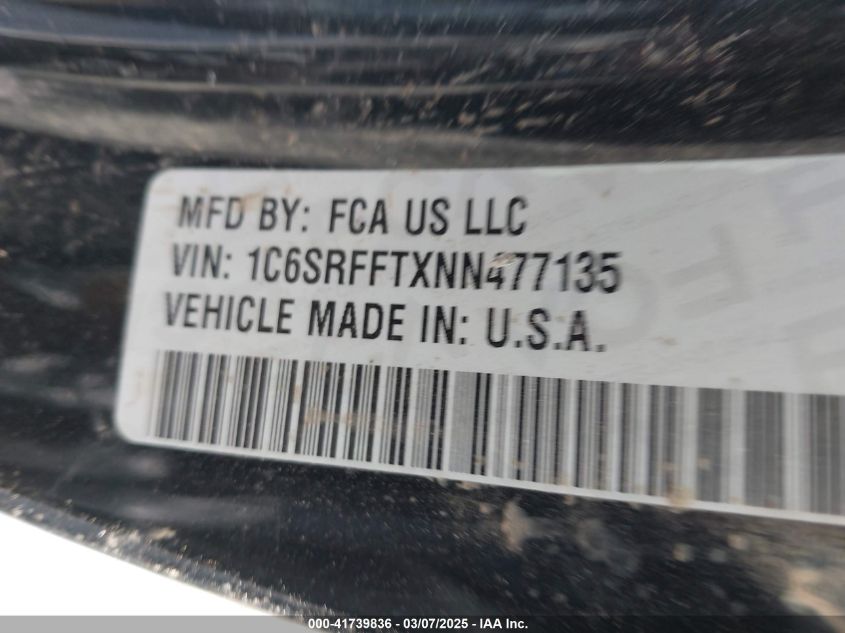 MFD BY: FCA US LLC
VIN: 1C6SRFFTXNN477135
VEHICLE MADE IN: U.S.A.
000-41739836 - 03/07/2025 - © IAA, Inc.